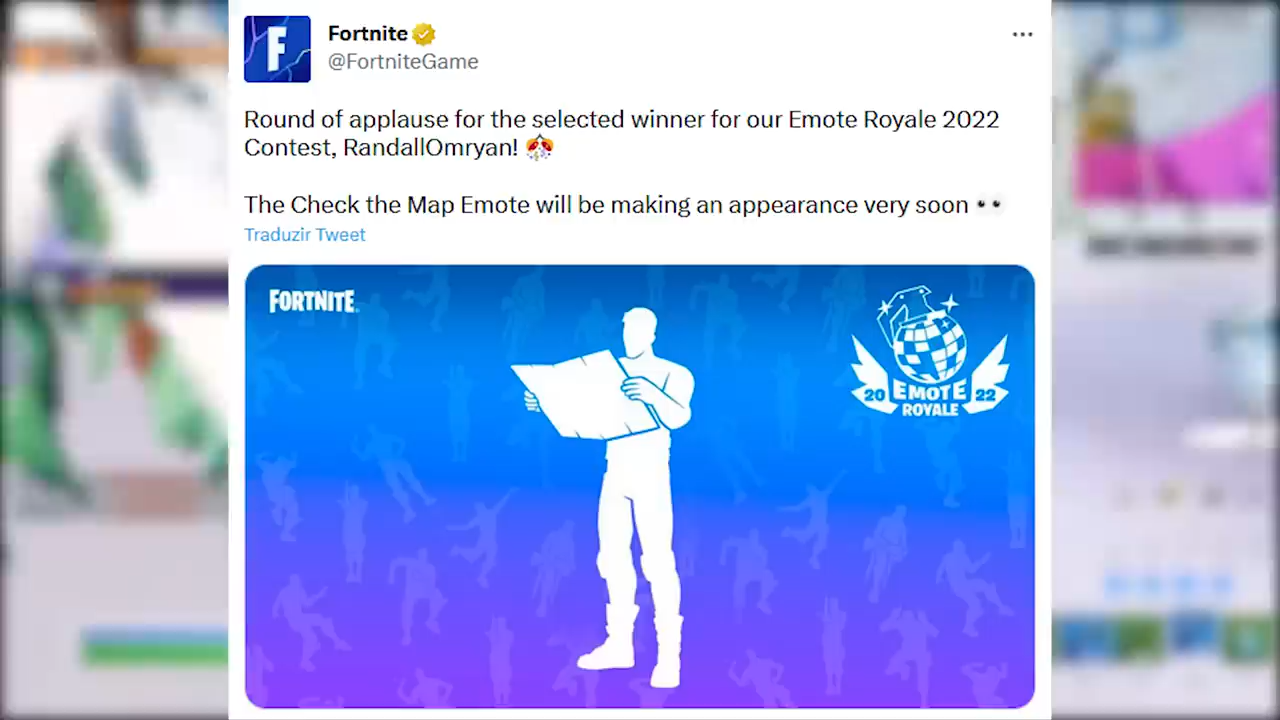 Fortnite
@FortniteGame
Round of applause for the selected winner for our Emote Royale 2022
Contest, RandallOmryan! 🎊
The Check the Map Emote will be making an appearance very soon 👀
Traduzir Tweet
FORTNITE
20 EMOTE 22
ROYALE